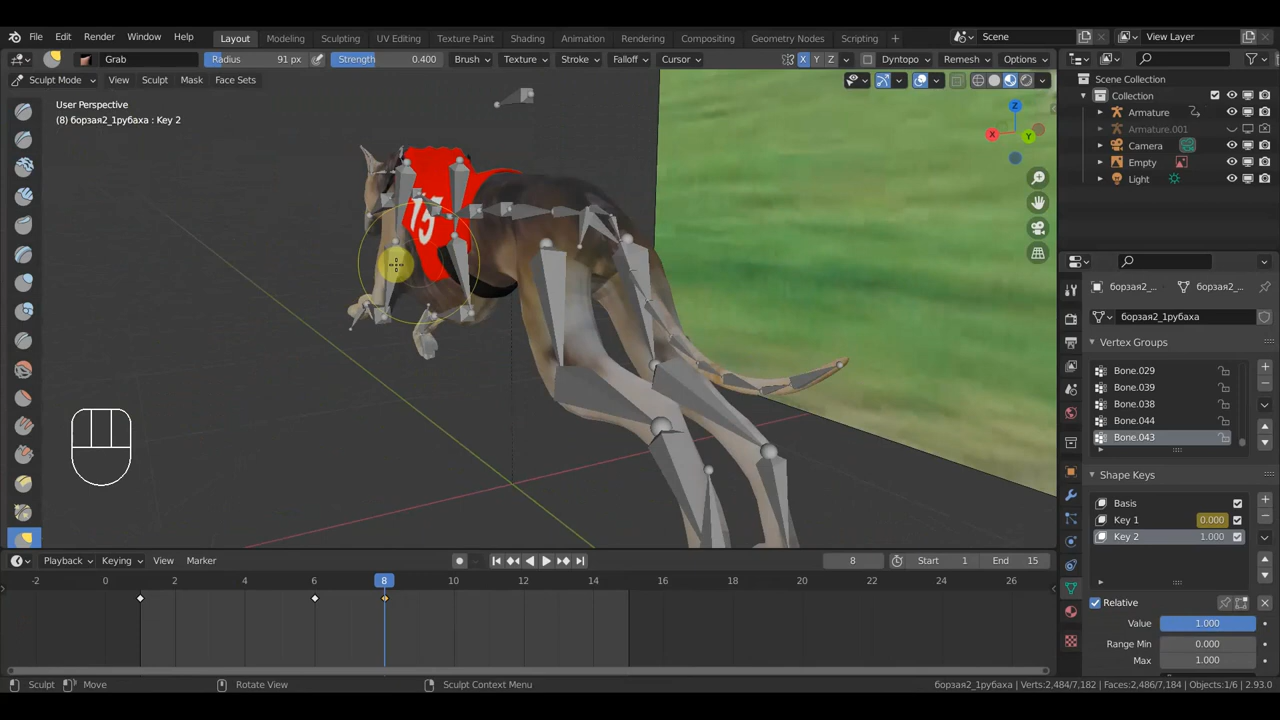 File Edit Render Window Help Layout Modeling Sculpting UV Editing Texture Paint Shading Animation Rendering Compositing Geometry Nodes Scripting + Scene View Layer
Grab Radius 91 px Strength 0.400 Brush Texture Stroke Falloff Cursor X Y Z Dyntopo Remesh Options
Sculpt Mode View Sculpt Mask Face Sets
Scene Collection
Collection
Armature
Armature.001
Camera
Empty
Light
User Perspective
(8) борзая2_1рубаха : Key 2
Z
X
Y
15
борзая2_... борзая2_...
борзая2_1рубаха
Vertex Groups
Bone.029
Bone.039
Bone.038
Bone.044
Bone.043
Shape Keys
Basis
Key 1 0.000
Key 2 1.000
Relative
Value 1.000
Range Min 0.000
Max 1.000
Playback Keying View Marker 8 Start 1 End 15
-2 0 2 4 6 8 10 12 14 16 18 20 22 24 26
Sculpt Move Rotate View Sculpt Context Menu борзая2_1рубаха | Verts:2,484/7,182 | Faces:2,486/7,184 | Objects:1/6 | 2.93.0